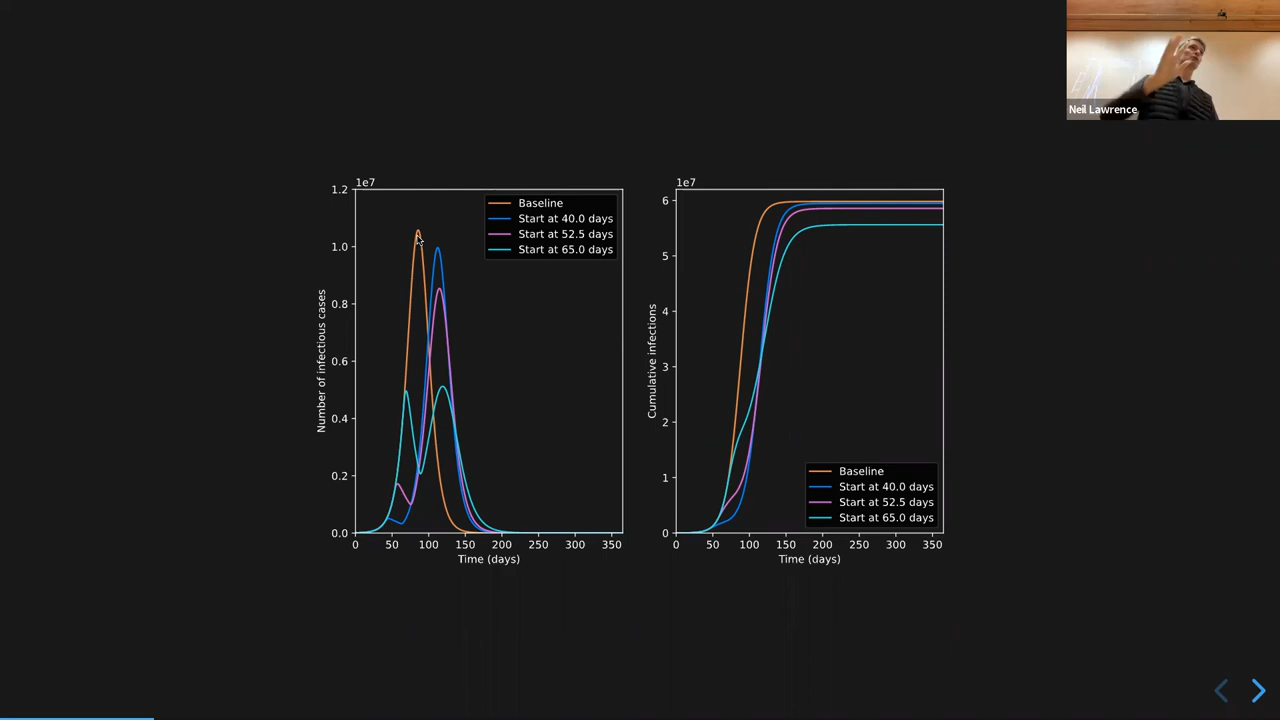 Neil Lawrence
1e7
1.2
1.0
0.8
0.6
0.4
0.2
0.0
Number of infectious cases
Baseline
Start at 40.0 days
Start at 52.5 days
Start at 65.0 days
0 50 100 150 200 250 300 350
Time (days)
1e7
6
5
4
3
2
1
0
Cumulative infections
Baseline
Start at 40.0 days
Start at 52.5 days
Start at 65.0 days
0 50 100 150 200 250 300 350
Time (days)